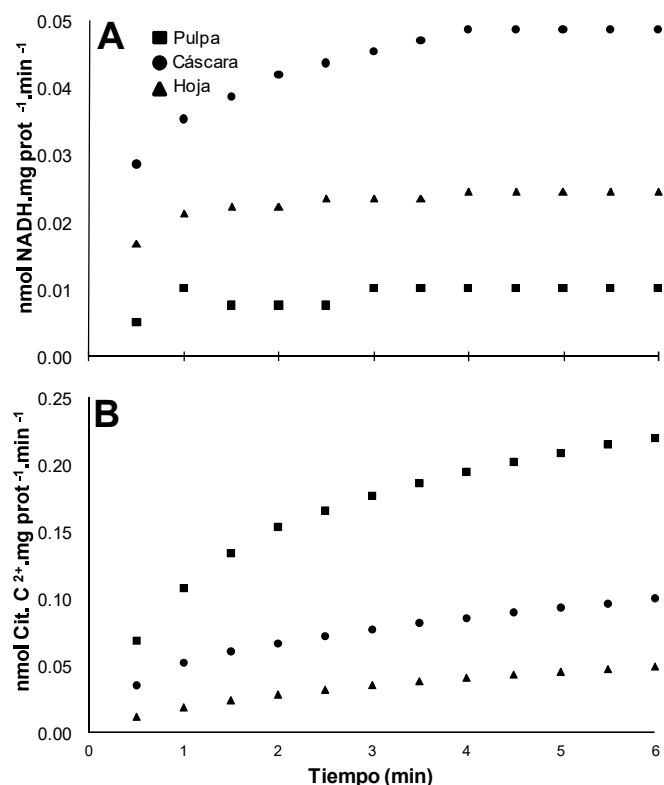 A
Pulpa
Cáscara
Hoja
0.05
0.04
0.03
0.02
0.01
0.00
nmol NADH.mg prot ⁻¹.min ⁻¹
B
0.25
0.20
0.15
0.10
0.05
0.00
nmol Cit. C ²⁺.mg prot⁻¹.min⁻¹
0 1 2 3 4 5 6
Tiempo (min)